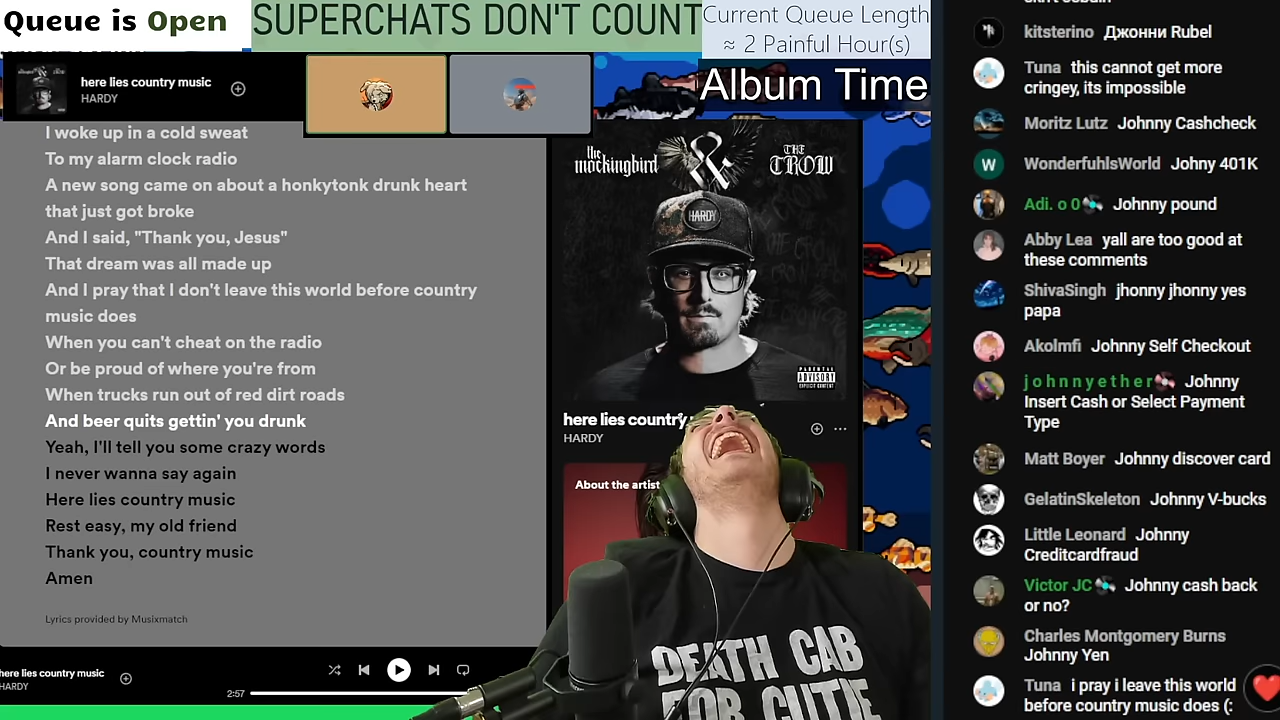 Queue is Open
SUPERCHATS DON'T COUNT
Current Queue Length
≈ 2 Painful Hour(s)
Album Time
here lies country music
HARDY
I woke up in a cold sweat
To my alarm clock radio
A new song came on about a honkytonk drunk heart
that just got broke
And I said, "Thank you, Jesus"
That dream was all made up
And I pray that I don't leave this world before country
music does
When you can't cheat on the radio
Or be proud of where you're from
When trucks run out of red dirt roads
And beer quits gettin' you drunk
Yeah, I'll tell you some crazy words
I never wanna say again
Here lies country music
Rest easy, my old friend
Thank you, country music
Amen
Lyrics provided by Musixmatch
here lies country music
HARDY
2:57
the mockingbird & THE CROW
HARDY
PARENTAL
ADVISORY
EXPLICIT CONTENT
here lies country
HARDY
About the artist
DEATH CAB
FOR CUTIE
kitsterino Джонни Rubel
Tuna this cannot get more
cringey, its impossible
Moritz Lutz Johnny Cashcheck
WonderfuhlsWorld Johny 401K
Adi. o 0 Johnny pound
Abby Lea yall are too good at
these comments
ShivaSingh jhonny jhonny yes
papa
Akolmfi Johnny Self Checkout
johnnyether Johnny
Insert Cash or Select Payment
Type
Matt Boyer Johnny discover card
GelatinSkeleton Johnny V-bucks
Little Leonard Johnny
Creditcardfraud
Victor JC Johnny cash back
or no?
Charles Montgomery Burns
Johnny Yen
Tuna i pray i leave this world
before country music does (: